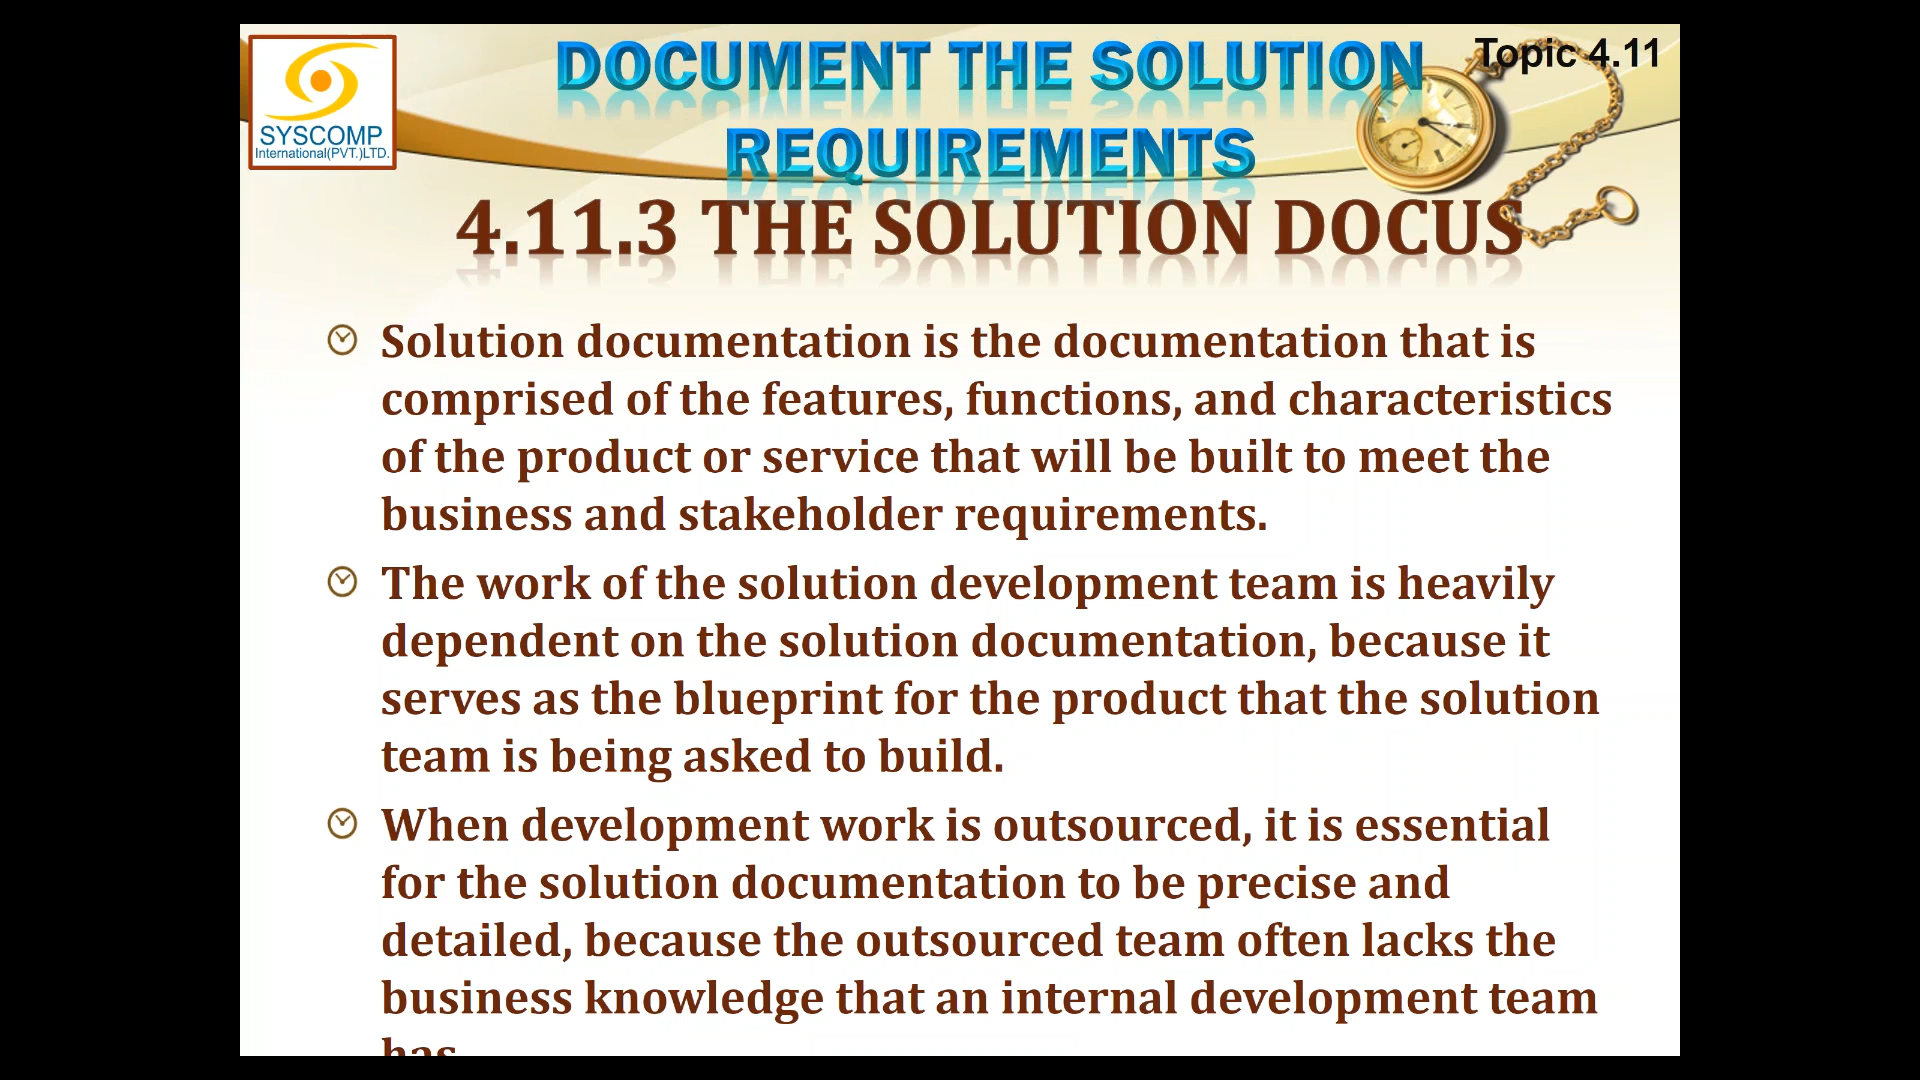 SYSCOMP
International(PVT.)LTD.
DOCUMENT THE SOLUTION
REQUIREMENTS
Topic 4.11
4.11.3 THE SOLUTION DOCUS
Solution documentation is the documentation that is
comprised of the features, functions, and characteristics
of the product or service that will be built to meet the
business and stakeholder requirements.
The work of the solution development team is heavily
dependent on the solution documentation, because it
serves as the blueprint for the product that the solution
team is being asked to build.
When development work is outsourced, it is essential
for the solution documentation to be precise and
detailed, because the outsourced team often lacks the
business knowledge that an internal development team
has